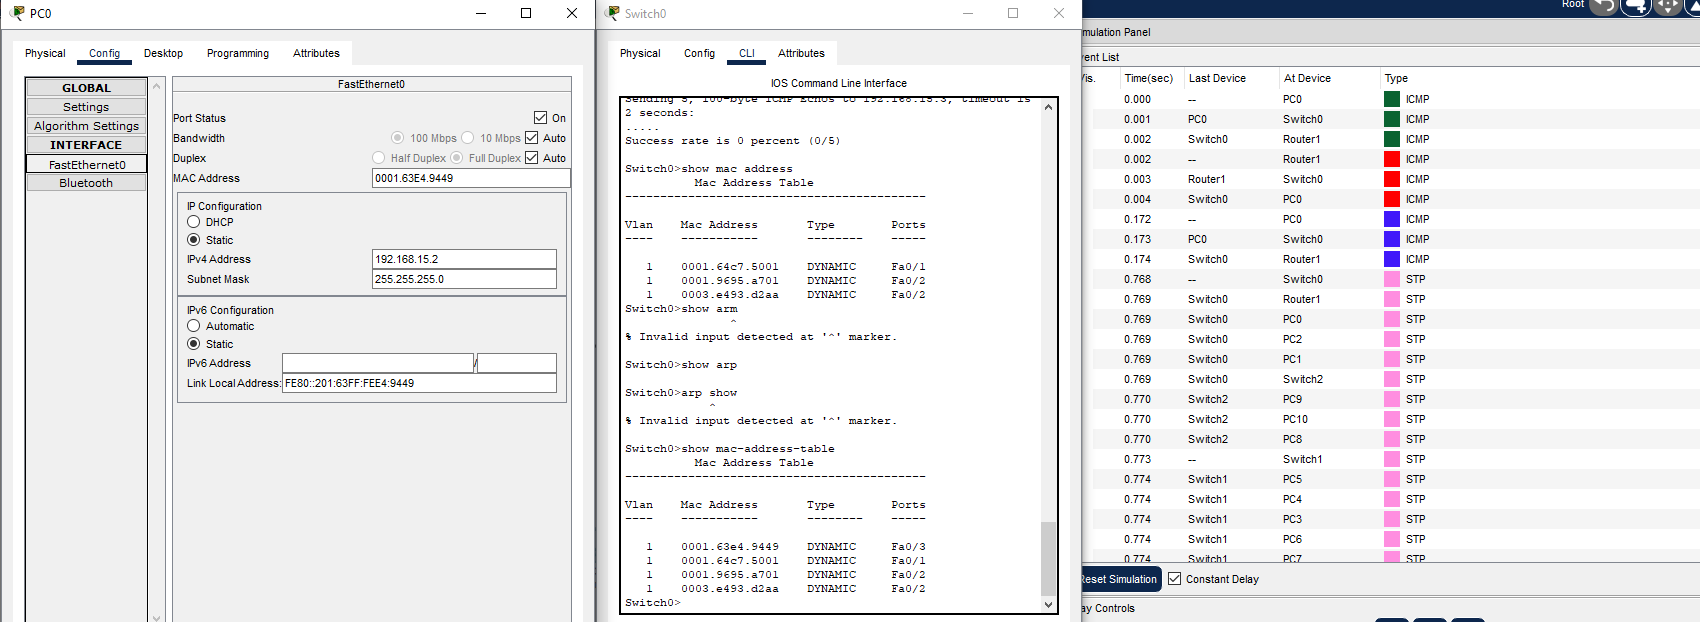 PC0
Physical Config Desktop Programming Attributes
GLOBAL
Settings
Algorithm Settings
INTERFACE
FastEthernet0
Bluetooth
FastEthernet0
Port Status On
Bandwidth 100 Mbps 10 Mbps Auto
Duplex Half Duplex Full Duplex Auto
MAC Address 0001.63E4.9449
IP Configuration
DHCP
Static
IPv4 Address 192.168.15.2
Subnet Mask 255.255.255.0
IPv6 Configuration
Automatic
Static
IPv6 Address /
Link Local Address: FE80::201:63FF:FEE4:9449
Switch0
Physical Config CLI Attributes
IOS Command Line Interface
Sending 5, 100-byte ICMP Echos to 192.168.15.3, timeout is
2 seconds:
.....
Success rate is 0 percent (0/5)
Switch0>show mac address
Mac Address Table
-------------------------------------------
Vlan Mac Address Type Ports
---- ----------- -------- -----
1 0001.64c7.5001 DYNAMIC Fa0/1
1 0001.9695.a701 DYNAMIC Fa0/2
1 0003.e493.d2aa DYNAMIC Fa0/2
Switch0>show arm
^
% Invalid input detected at '^' marker.
Switch0>show arp
Switch0>arp show
^
% Invalid input detected at '^' marker.
Switch0>show mac-address-table
Mac Address Table
-------------------------------------------
Vlan Mac Address Type Ports
---- ----------- -------- -----
1 0001.63e4.9449 DYNAMIC Fa0/3
1 0001.64c7.5001 DYNAMIC Fa0/1
1 0001.9695.a701 DYNAMIC Fa0/2
1 0003.e493.d2aa DYNAMIC Fa0/2
Switch0>
Root
mulation Panel
vent List
is. Time(sec) Last Device At Device Type
0.000 -- PC0 ICMP
0.001 PC0 Switch0 ICMP
0.002 Switch0 Router1 ICMP
0.002 -- Router1 ICMP
0.003 Router1 Switch0 ICMP
0.004 Switch0 PC0 ICMP
0.172 -- PC0 ICMP
0.173 PC0 Switch0 ICMP
0.174 Switch0 Router1 ICMP
0.768 -- Switch0 STP
0.769 Switch0 Router1 STP
0.769 Switch0 PC0 STP
0.769 Switch0 PC2 STP
0.769 Switch0 PC1 STP
0.769 Switch0 Switch2 STP
0.770 Switch2 PC9 STP
0.770 Switch2 PC10 STP
0.770 Switch2 PC8 STP
0.773 -- Switch1 STP
0.774 Switch1 PC5 STP
0.774 Switch1 PC4 STP
0.774 Switch1 PC3 STP
0.774 Switch1 PC6 STP
0.774 Switch1 PC7 STP
Reset Simulation Constant Delay
ay Controls